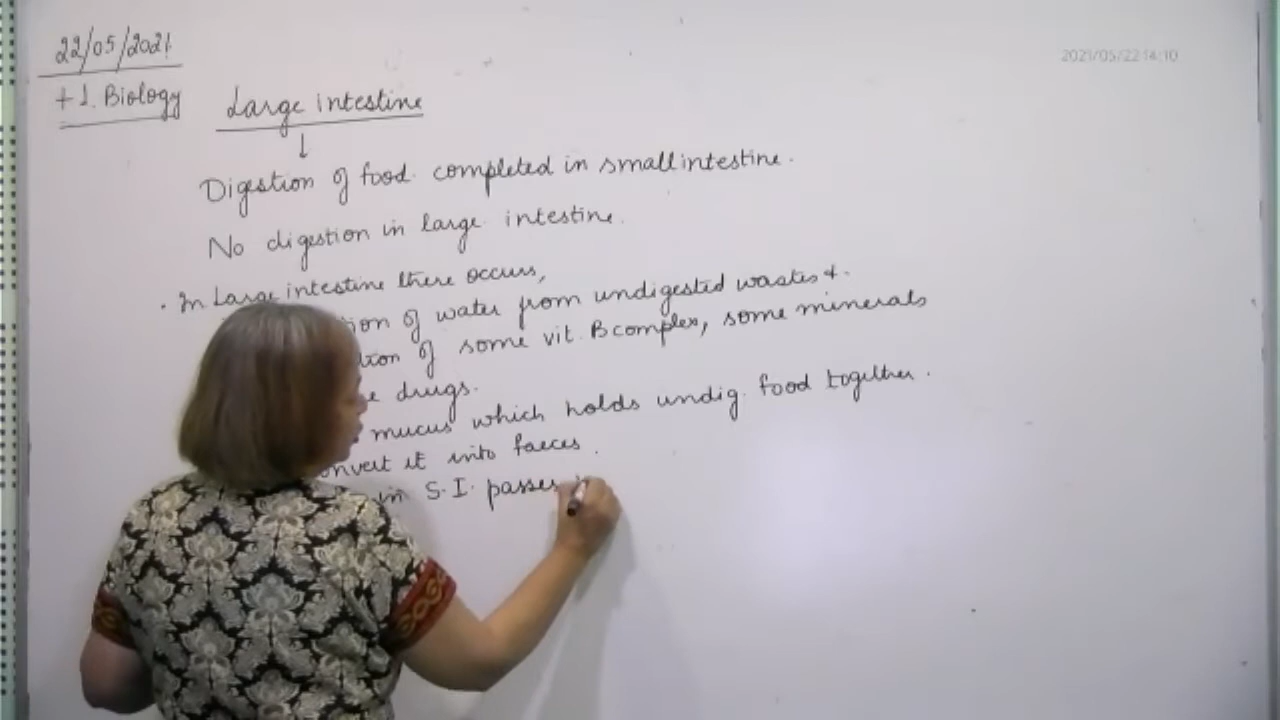 22/05/2021
2021/05/22 14:10
+1. Biology
Large intestine
↓
Digestion of food completed in small intestine.
No digestion in large intestine.
• In Large intestine there occurs,
ion of water from undigested wastes +.
tion of some vit. B complex, some minerals
e drugs.
mucus which holds undig. food together.
onvert it into faeces.
in S.I. passes